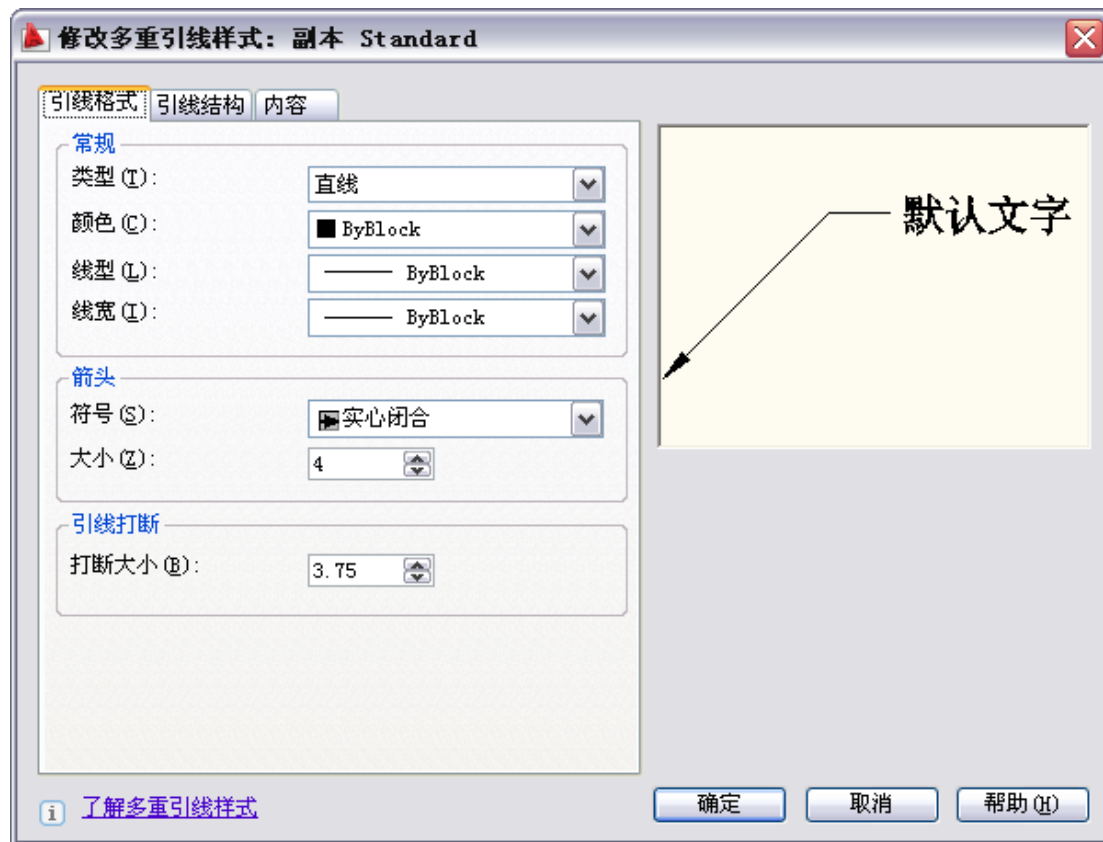 修改多重引线样式: 副本 Standard
引线格式 引线结构 内容
常规
类型(T): 直线
颜色(C): ByBlock
线型(L): ByBlock
线宽(I): ByBlock
箭头
符号(S): 实心闭合
大小(Z): 4
引线打断
打断大小(B): 3.75
默认文字
了解多重引线样式
确定 取消 帮助(H)